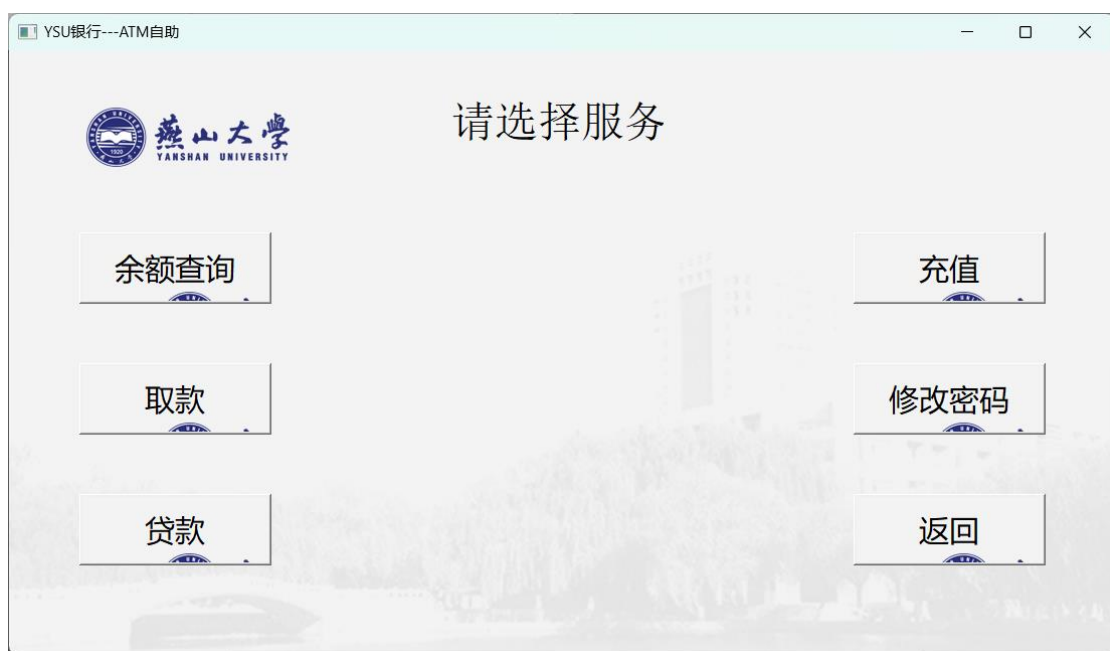 YSU银行---ATM自助
燕山大學
YANSHAN UNIVERSITY
请选择服务
余额查询
充值
取款
修改密码
贷款
返回